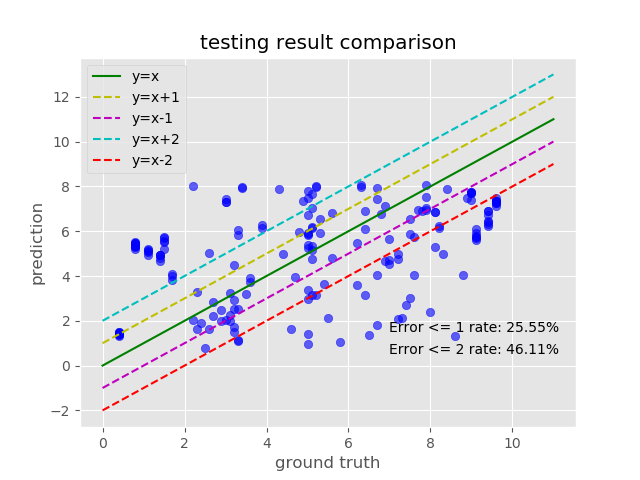 testing result comparison
y=x
y=x+1
y=x-1
y=x+2
y=x-2
12
10
8
6
4
2
0
−2
prediction
Error <= 1 rate: 25.55%
Error <= 2 rate: 46.11%
0
2
4
6
8
10
ground truth